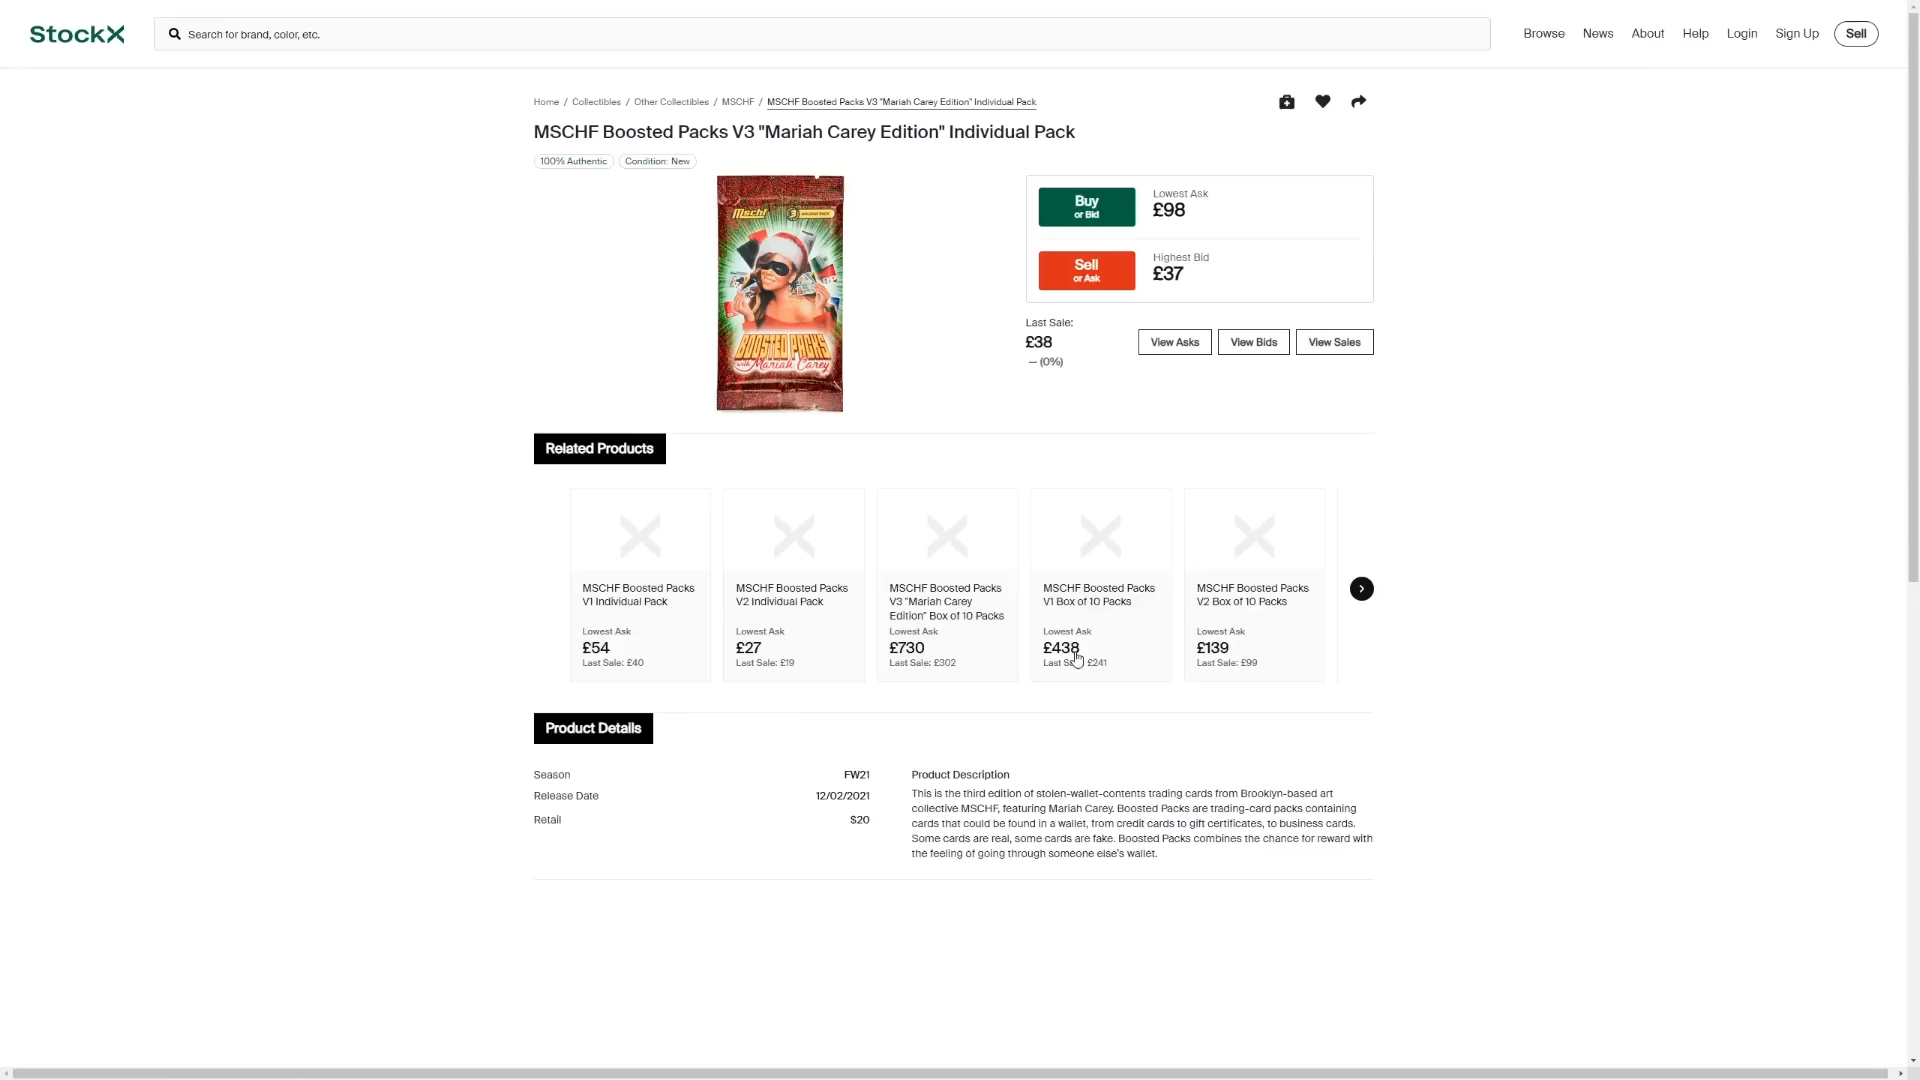 StockX
Search for brand, color, etc.
Browse
News
About
Help
Login
Sign Up
Sell
Home / Collectibles / Other Collectibles / MSCHF / MSCHF Boosted Packs V3 "Mariah Carey Edition" Individual Pack
MSCHF Boosted Packs V3 "Mariah Carey Edition" Individual Pack
100% Authentic
Condition: New
Mschf
3
HOLIDAY PACK
BOOSTED PACKS
with Mariah Carey
Buy
or Bid
Lowest Ask
£98
Sell
or Ask
Highest Bid
£37
Last Sale:
£38
-- (0%)
View Asks
View Bids
View Sales
Related Products
MSCHF Boosted Packs
V1 Individual Pack
Lowest Ask
£54
Last Sale: £40
MSCHF Boosted Packs
V2 Individual Pack
Lowest Ask
£27
Last Sale: £19
MSCHF Boosted Packs
V3 "Mariah Carey
Edition" Box of 10 Packs
Lowest Ask
£730
Last Sale: £302
MSCHF Boosted Packs
V1 Box of 10 Packs
Lowest Ask
£438
Last £241
MSCHF Boosted Packs
V2 Box of 10 Packs
Lowest Ask
£139
Last Sale: £99
Product Details
Season
FW21
Release Date
12/02/2021
Retail
$20
Product Description
This is the third edition of stolen-wallet-contents trading cards from Brooklyn-based art
collective MSCHF, featuring Mariah Carey. Boosted Packs are trading-card packs containing
cards that could be found in a wallet, from credit cards to gift certificates, to business cards.
Some cards are real, some cards are fake. Boosted Packs combines the chance for reward with
the feeling of going through someone else's wallet.